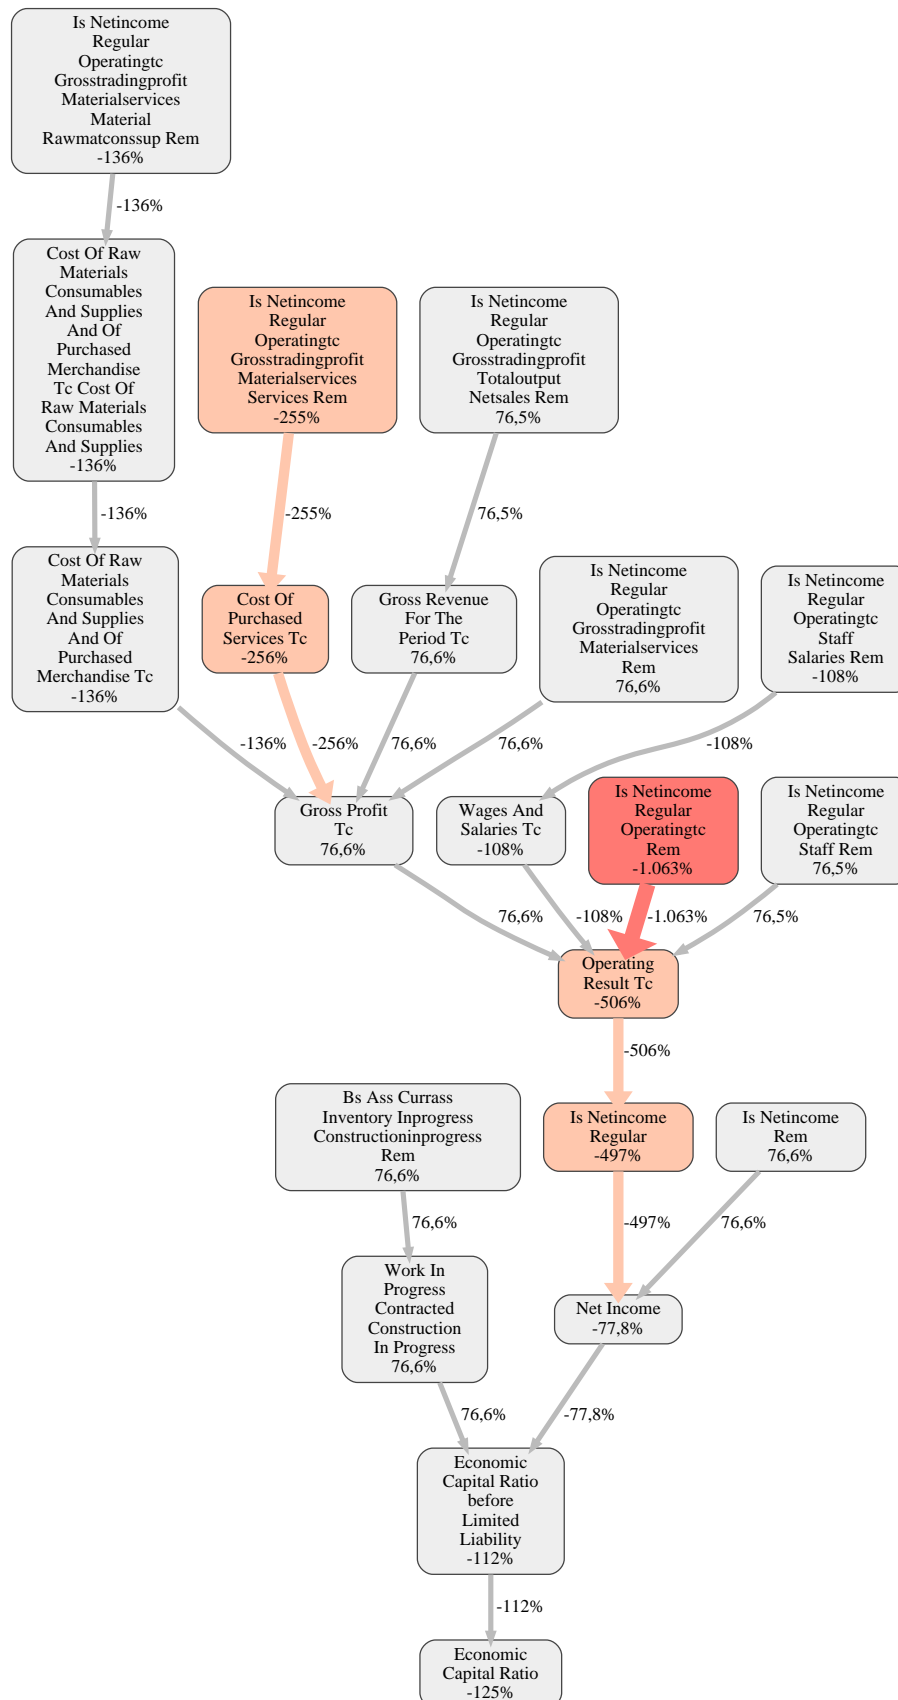 Is Netincome
Regular
Operatingtc
Grosstradingprofit
Materialservices
Material
Rawmatconssup Rem
-136%
-136%
Cost Of Raw
Materials
Consumables
And Supplies
And Of
Purchased
Merchandise
Tc Cost Of
Raw Materials
Consumables
And Supplies
-136%
Is Netincome
Regular
Operatingtc
Grosstradingprofit
Materialservices
Services Rem
-255%
Is Netincome
Regular
Operatingtc
Grosstradingprofit
Totaloutput
Netsales Rem
76,5%
-136%
-255%
76,5%
Cost Of Raw
Materials
Consumables
And Supplies
And Of
Purchased
Merchandise Tc
-136%
Cost Of
Purchased
Services Tc
-256%
Gross Revenue
For The
Period Tc
76,6%
Is Netincome
Regular
Operatingtc
Grosstradingprofit
Materialservices
Rem
76,6%
Is Netincome
Regular
Operatingtc
Staff
Salaries Rem
-108%
-136%
-256%
76,6%
76,6%
-108%
Gross Profit
Tc
76,6%
Wages And
Salaries Tc
-108%
Is Netincome
Regular
Operatingtc
Rem
-1.063%
Is Netincome
Regular
Operatingtc
Staff Rem
76,5%
76,6%
-108%
-1.063%
76,5%
Operating
Result Tc
-506%
-506%
Bs Ass Currass
Inventory Inprogress
Constructioninprogress
Rem
76,6%
Is Netincome
Regular
-497%
Is Netincome
Rem
76,6%
76,6%
-497%
76,6%
Work In
Progress
Contracted
Construction
In Progress
76,6%
Net Income
-77,8%
76,6%
-77,8%
Economic
Capital Ratio
before
Limited
Liability
-112%
-112%
Economic
Capital Ratio
-125%